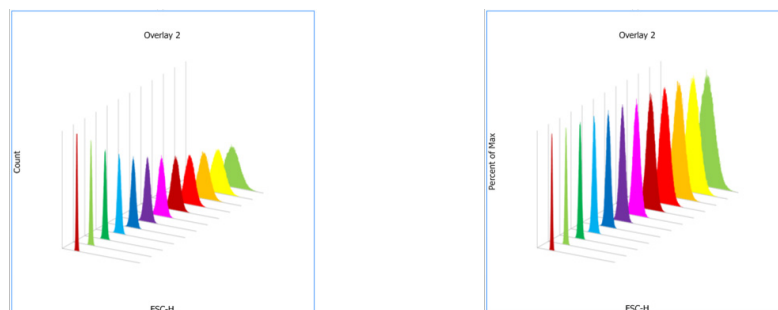 Overlay 2
Count
FSC-H
Overlay 2
Percent of Max
FSC-H